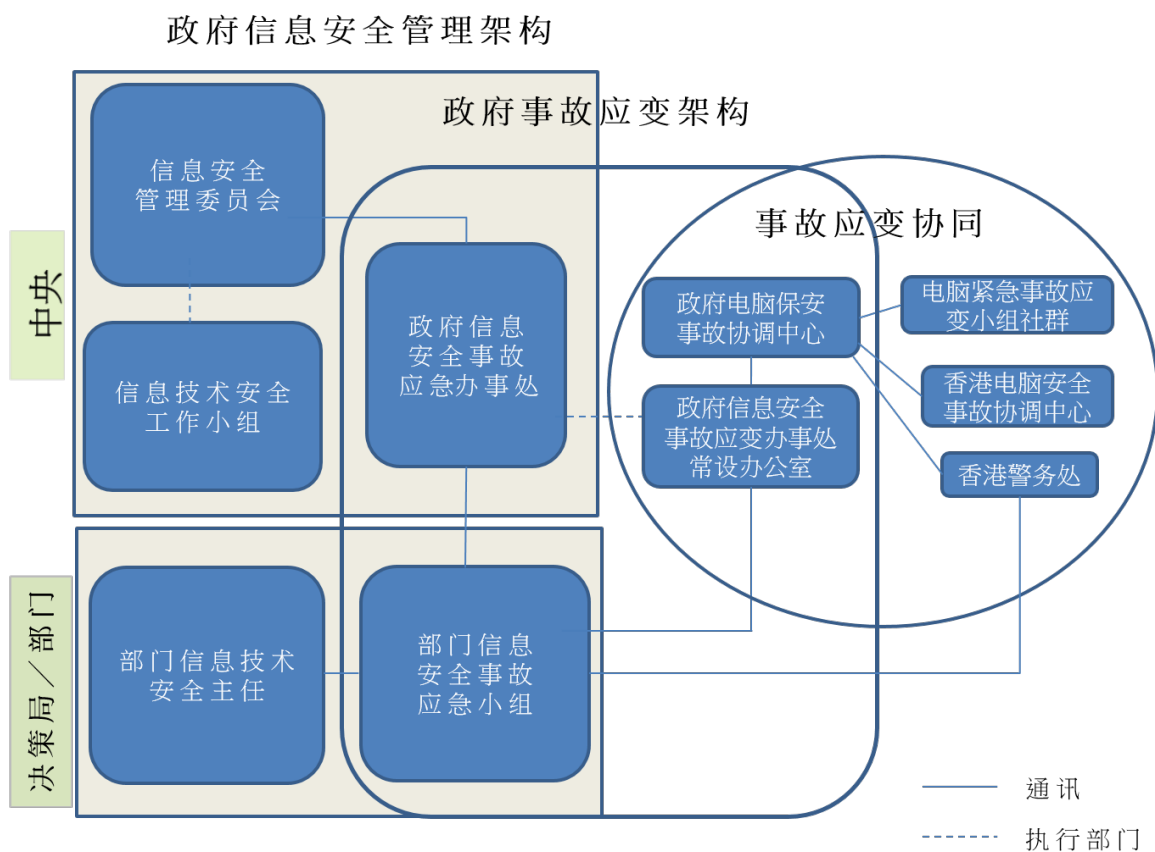 政府信息安全管理架构
政府事故应变架构
事故应变协同
中央
信息安全
管理委员会
信息技术安全
工作小组
政府信息
安全事故
应急办事处
政府电脑保安
事故协调中心
政府信息安全
事故应变办事处
常设办公室
电脑紧急事故应
变小组社群
香港电脑安全
事故协调中心
香港警务处
决策局／部门
部门信息技术
安全主任
部门信息
安全事故
应急小组
通讯
执行部门